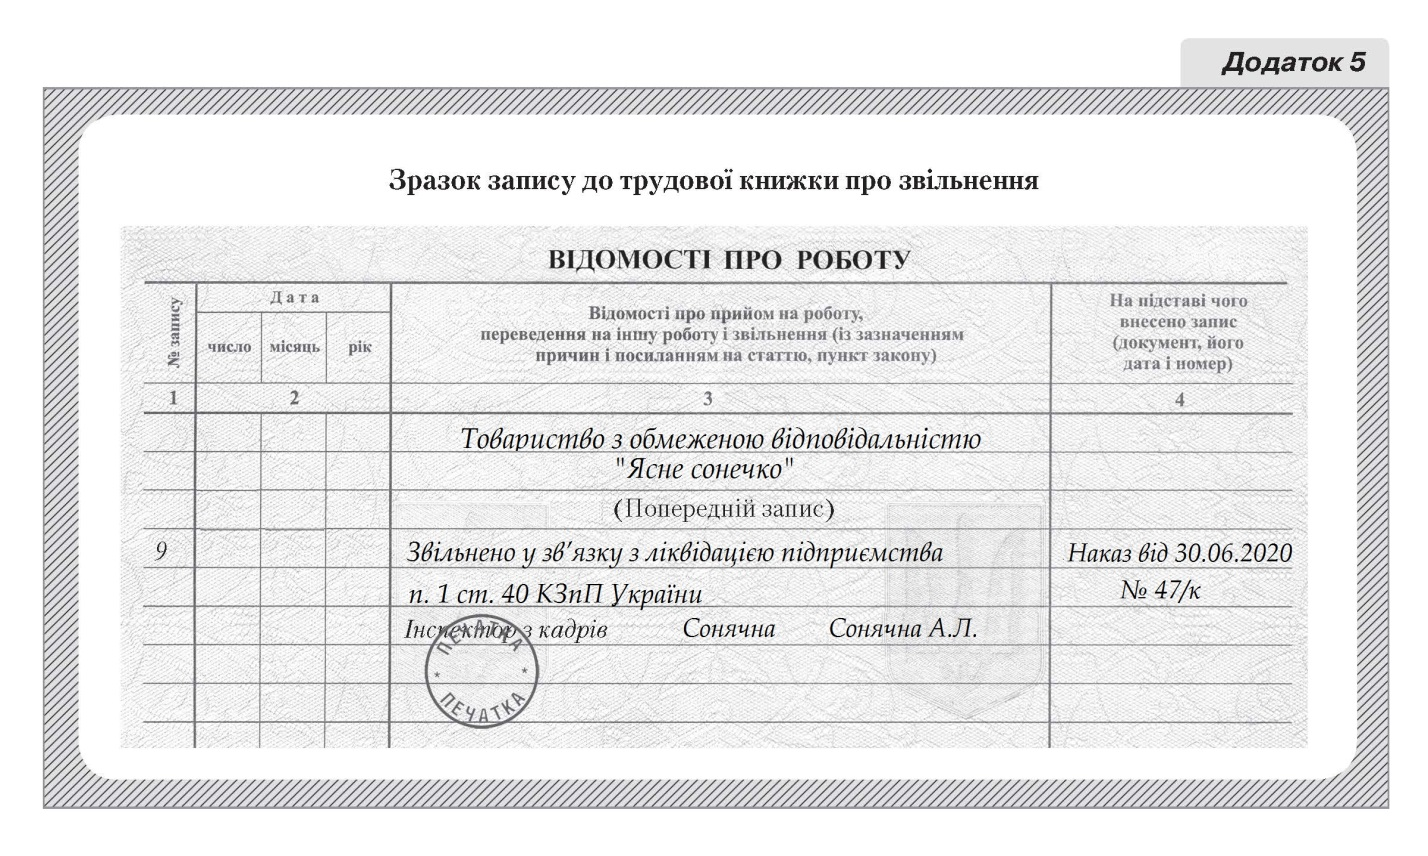 Додаток 5
Зразок запису до трудової книжки про звільнення
ВІДОМОСТІ ПРО РОБОТУ
№ запису
Дата
число
місяць
рік
Відомості про прийом на роботу,
переведення на іншу роботу і звільнення (із зазначенням
причин і посиланням на статтю, пункт закону)
На підставі чого
внесено запис
(документ, його
дата і номер)
1
2
3
4
Товариство з обмеженою відповідальністю
"Ясне сонечко"
(Попередній запис)
9
Звільнено у зв’язку з ліквідацією підприємства
Наказ від 30.06.2020
п. 1 ст. 40 КЗпП України
№ 47/к
Інспектор з кадрів Сонячна Сонячна А.Л.
ПЕЧАТКА
ПЕЧАТКА